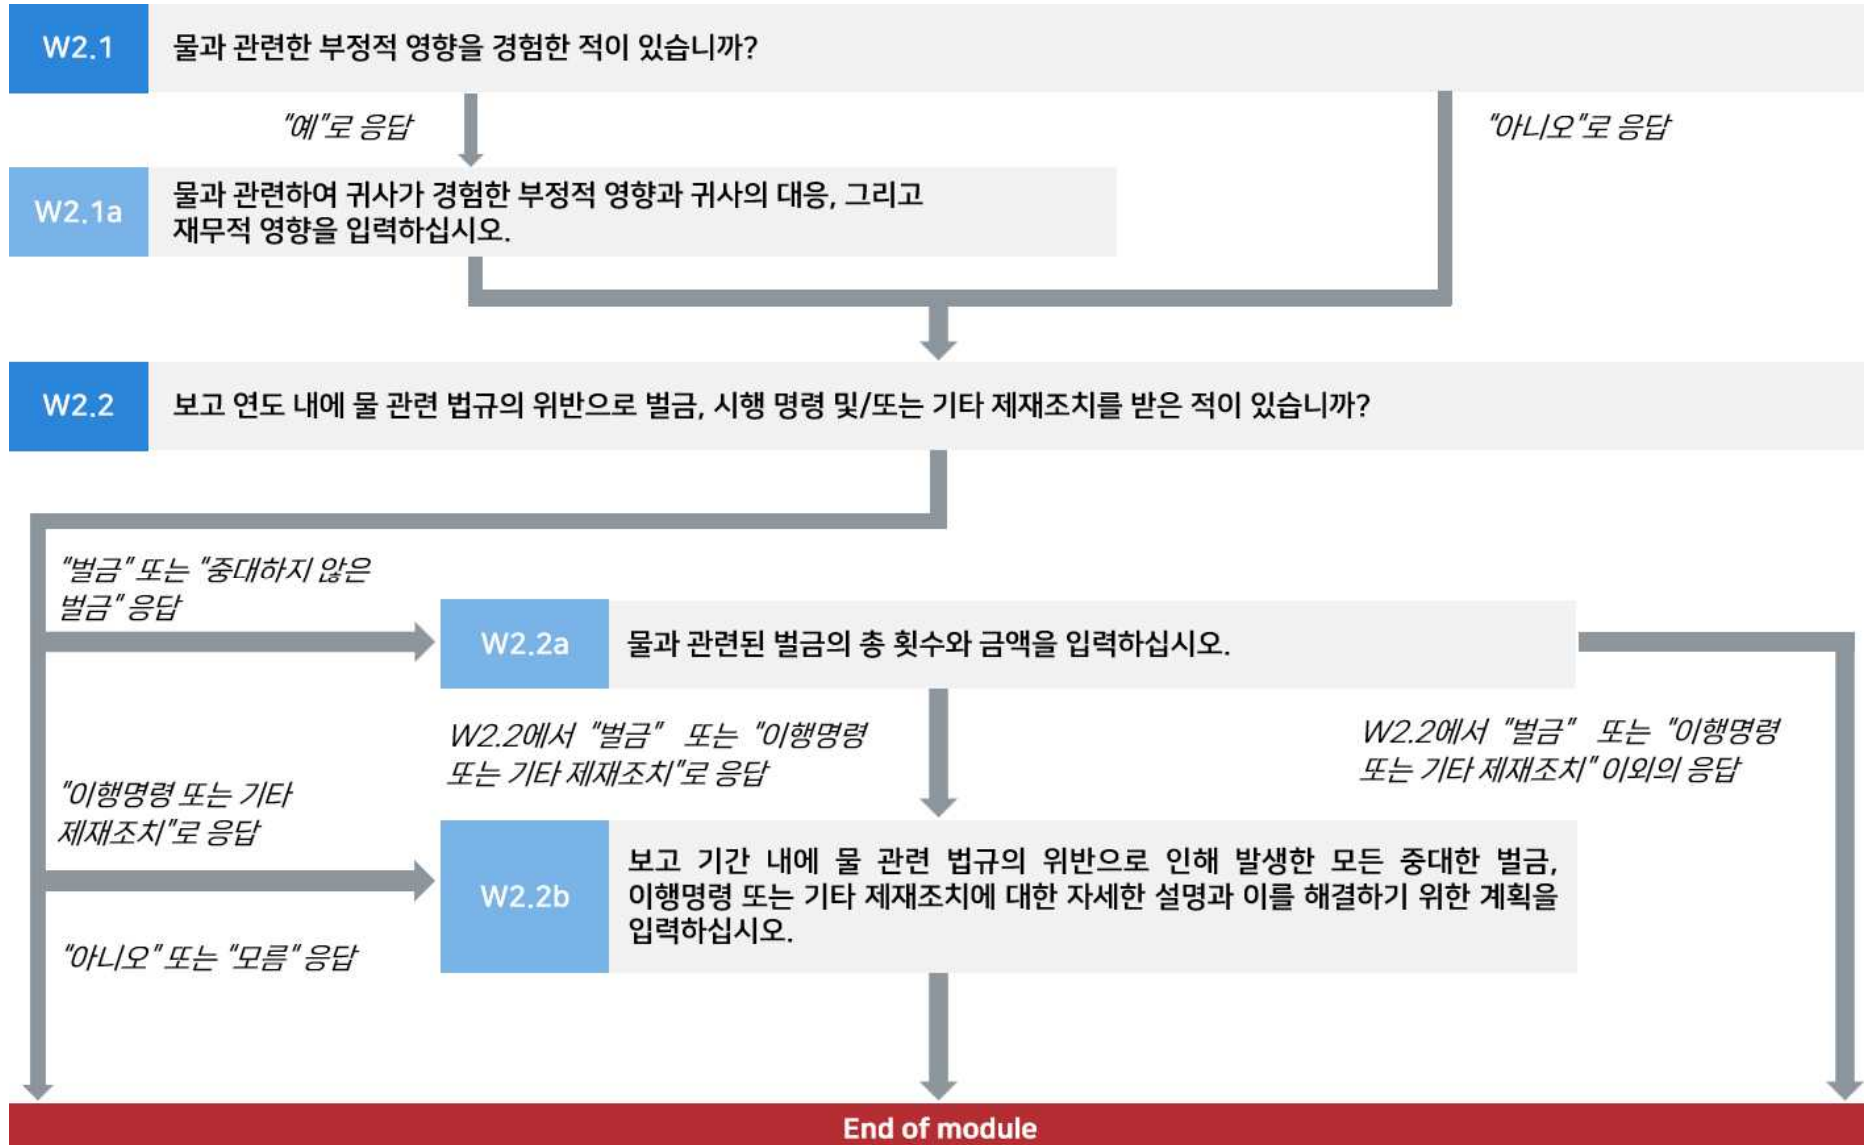 W2.1
물과 관련한 부정적 영향을 경험한 적이 있습니까?
"예"로 응답
"아니오"로 응답
W2.1a
물과 관련하여 귀사가 경험한 부정적 영향과 귀사의 대응, 그리고
재무적 영향을 입력하십시오.
W2.2
보고 연도 내에 물 관련 법규의 위반으로 벌금, 시행 명령 및/또는 기타 제재조치를 받은 적이 있습니까?
"벌금" 또는 "중대하지 않은
벌금" 응답
W2.2a
물과 관련된 벌금의 총 횟수와 금액을 입력하십시오.
W2.2에서 "벌금" 또는 "이행명령
또는 기타 제재조치"로 응답
W2.2에서 "벌금" 또는 "이행명령
또는 기타 제재조치" 이외의 응답
"이행명령 또는 기타
제재조치"로 응답
W2.2b
보고 기간 내에 물 관련 법규의 위반으로 인해 발생한 모든 중대한 벌금,
이행명령 또는 기타 제재조치에 대한 자세한 설명과 이를 해결하기 위한 계획을
입력하십시오.
"아니오" 또는 "모름" 응답
End of module